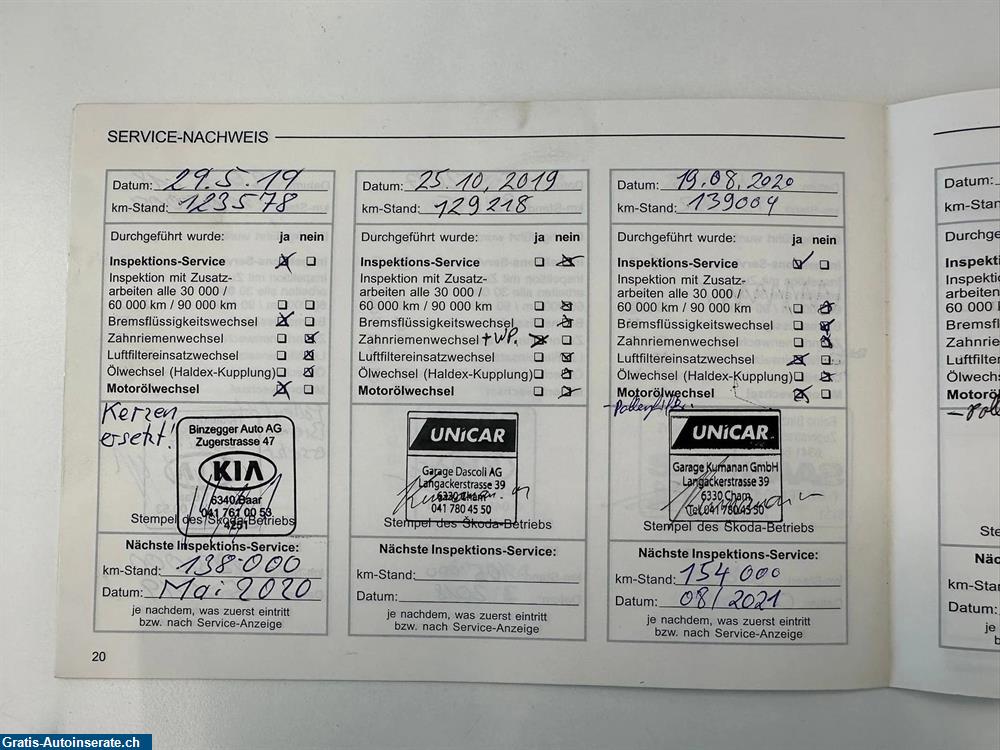 SERVICE-NACHWEIS
Datum: 29.5.19
km-Stand: 123578
Durchgeführt wurde: ja nein
Inspektions-Service
Inspektion mit Zusatz-
arbeiten alle 30 000 /
60 000 km / 90 000 km
Bremsflüssigkeitswechsel
Zahnriemenwechsel
Luftfiltereinsatzwechsel
Ölwechsel (Haldex-Kupplung)
Motorölwechsel
Kerzen
ersetzt!
Binzegger Auto AG
Zugerstrasse 47
KIA
6340 Baar
041 761 00 53
4251
Stempel des Skoda-Betriebs
Nächste Inspektions-Service:
km-Stand: 138'000
Datum: Mai 2020
je nachdem, was zuerst eintritt
bzw. nach Service-Anzeige
Datum: 25.10.2019
km-Stand: 129218
Durchgeführt wurde: ja nein
Inspektions-Service
Inspektion mit Zusatz-
arbeiten alle 30 000 /
60 000 km / 90 000 km
Bremsflüssigkeitswechsel
Zahnriemenwechsel + WP.
Luftfiltereinsatzwechsel
Ölwechsel (Haldex-Kupplung)
Motorölwechsel
UNiCAR
Garage Dascoli AG
Langackerstrasse 39
6330 Cham
041 780 45 50
Stempel des Škoda-Betriebs
Nächste Inspektions-Service:
km-Stand:
Datum:
je nachdem, was zuerst eintritt
bzw. nach Service-Anzeige
Datum: 19.08.2020
km-Stand: 139009
Durchgeführt wurde: ja nein
Inspektions-Service
Inspektion mit Zusatz-
arbeiten alle 30 000 /
60 000 km / 90 000 km
Bremsflüssigkeitswechsel
Zahnriemenwechsel
Luftfiltereinsatzwechsel
Ölwechsel (Haldex-Kupplung)
Motorölwechsel
UNiCAR
Garage Kumanan GmbH
Langackerstrasse 39
6330 Cham
Tel. 041 780 45 50
Stempel des Škoda-Betriebs
Nächste Inspektions-Service:
km-Stand: 154 000
Datum: 08/2021
je nachdem, was zuerst eintritt
bzw. nach Service-Anzeige
Datum:
20
Gratis-Autoinserate.ch